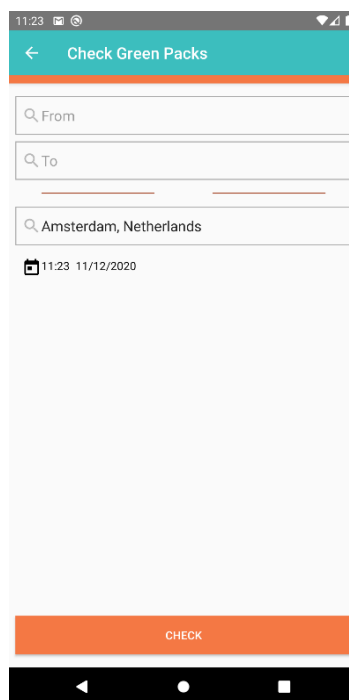 11:23
Check Green Packs
From
To
Amsterdam, Netherlands
11:23 11/12/2020
CHECK